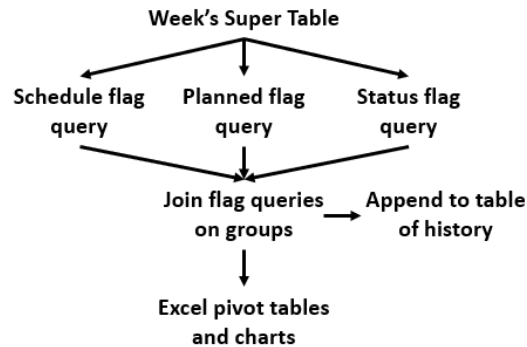 Week's Super Table
Schedule flag
query
Planned flag
query
Status flag
query
Join flag queries
on groups
Append to table
of history
Excel pivot tables
and charts